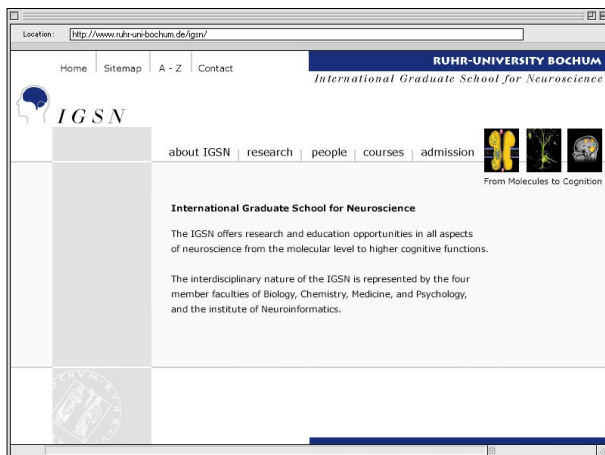 Location: http://www.ruhr-uni-bochum.de/igsn/
Home Sitemap A - Z Contact
RUHR-UNIVERSITY BOCHUM
International Graduate School for Neuroscience
IGSN
about IGSN research people courses admission
From Molecules to Cognition
International Graduate School for Neuroscience
The IGSN offers research and education opportunities in all aspects
of neuroscience from the molecular level to higher cognitive functions.
The interdisciplinary nature of the IGSN is represented by the four
member faculties of Biology, Chemistry, Medicine, and Psychology,
and the institute of Neuroinformatics.